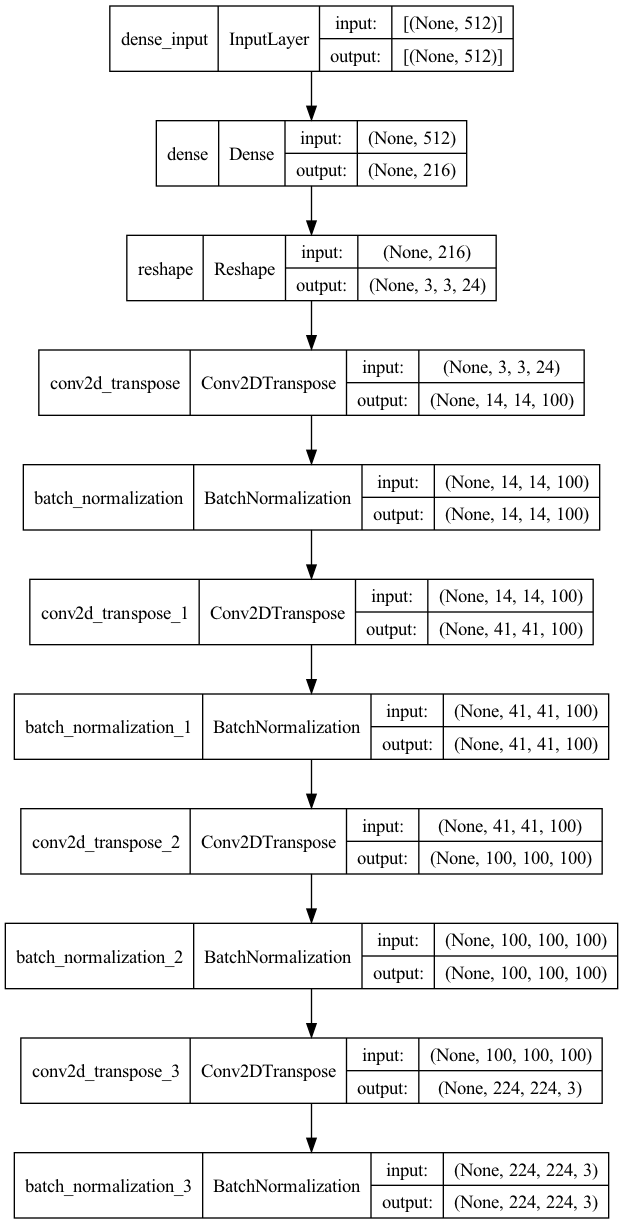 dense_input InputLayer input: [(None, 512)]
output: [(None, 512)]
dense Dense input: (None, 512)
output: (None, 216)
reshape Reshape input: (None, 216)
output: (None, 3, 3, 24)
conv2d_transpose Conv2DTranspose input: (None, 3, 3, 24)
output: (None, 14, 14, 100)
batch_normalization BatchNormalization input: (None, 14, 14, 100)
output: (None, 14, 14, 100)
conv2d_transpose_1 Conv2DTranspose input: (None, 14, 14, 100)
output: (None, 41, 41, 100)
batch_normalization_1 BatchNormalization input: (None, 41, 41, 100)
output: (None, 41, 41, 100)
conv2d_transpose_2 Conv2DTranspose input: (None, 41, 41, 100)
output: (None, 100, 100, 100)
batch_normalization_2 BatchNormalization input: (None, 100, 100, 100)
output: (None, 100, 100, 100)
conv2d_transpose_3 Conv2DTranspose input: (None, 100, 100, 100)
output: (None, 224, 224, 3)
batch_normalization_3 BatchNormalization input: (None, 224, 224, 3)
output: (None, 224, 224, 3)